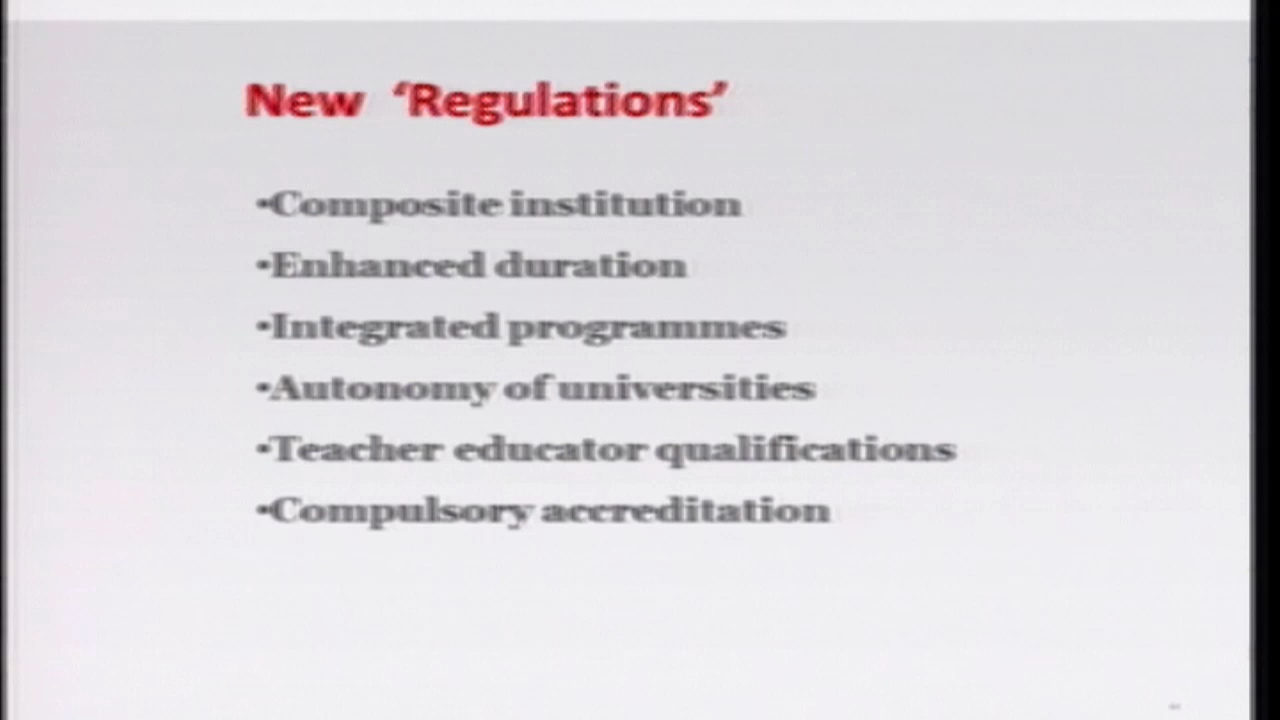 New ‘Regulations’
•Composite institution
•Enhanced duration
•Integrated programmes
•Autonomy of universities
•Teacher educator qualifications
•Compulsory accreditation